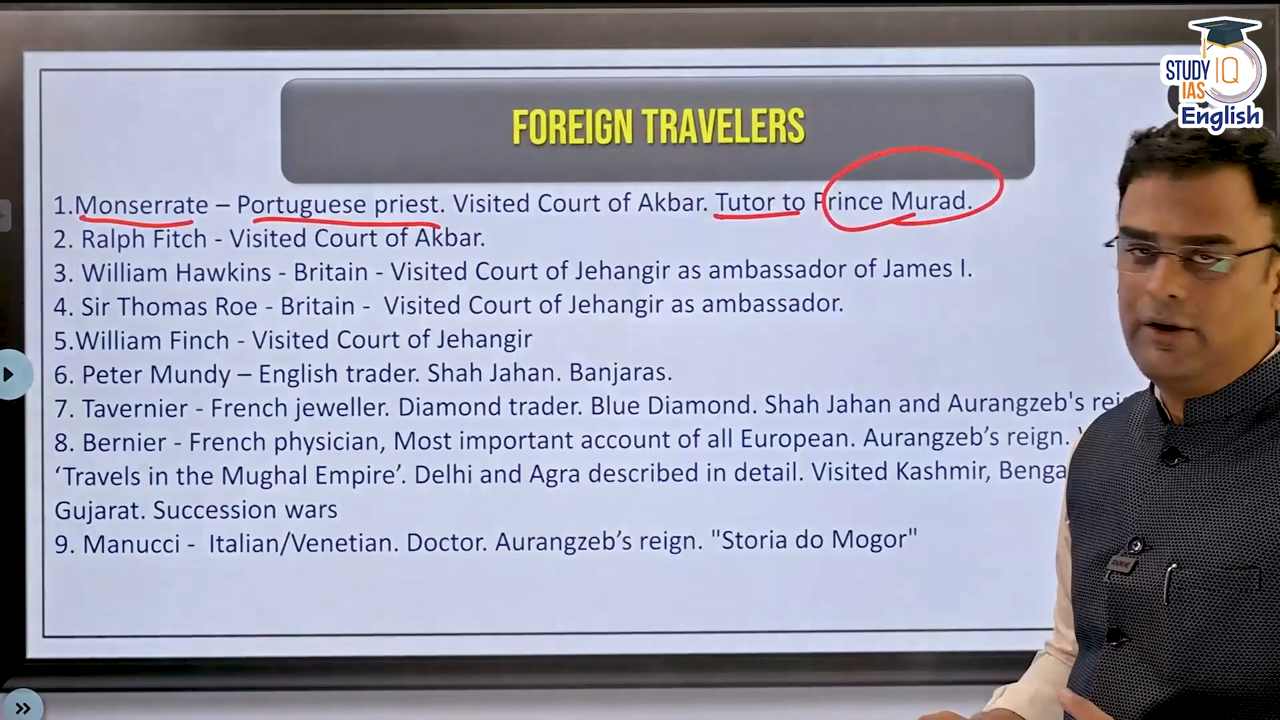 STUDY IQ
IAS
English
FOREIGN TRAVELERS
1.Monserrate – Portuguese priest. Visited Court of Akbar. Tutor to Prince Murad.
2. Ralph Fitch - Visited Court of Akbar.
3. William Hawkins - Britain - Visited Court of Jehangir as ambassador of James I.
4. Sir Thomas Roe - Britain - Visited Court of Jehangir as ambassador.
5.William Finch - Visited Court of Jehangir
6. Peter Mundy – English trader. Shah Jahan. Banjaras.
7. Tavernier - French jeweller. Diamond trader. Blue Diamond. Shah Jahan and Aurangzeb's
8. Bernier - French physician, Most important account of all European. Aurangzeb’s reign.
‘Travels in the Mughal Empire’. Delhi and Agra described in detail. Visited Kashmir,
Gujarat. Succession wars
9. Manucci - Italian/Venetian. Doctor. Aurangzeb’s reign. "Storia do Mogor"